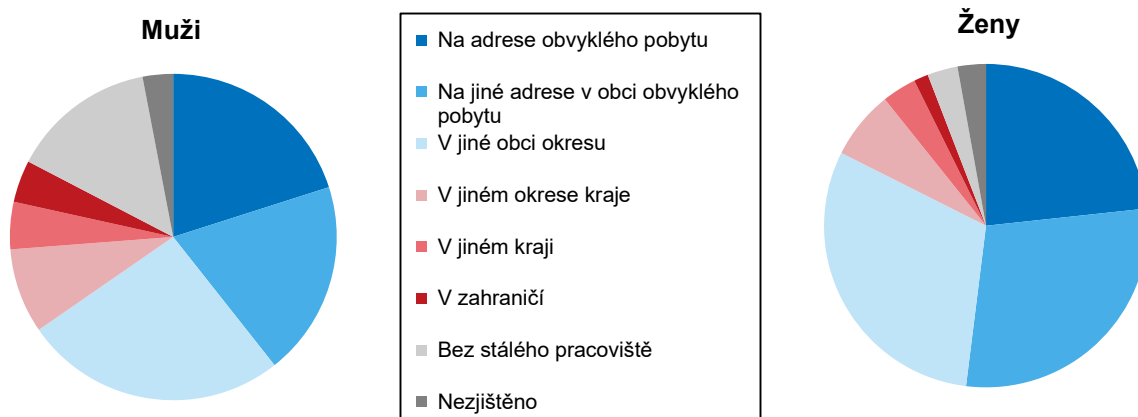 Muži
Na adrese obvyklého pobytu
Na jiné adrese v obci obvyklého
pobytu
V jiné obci okresu
V jiném okrese kraje
V jiném kraji
V zahraničí
Bez stálého pracoviště
Nezjištěno
Ženy